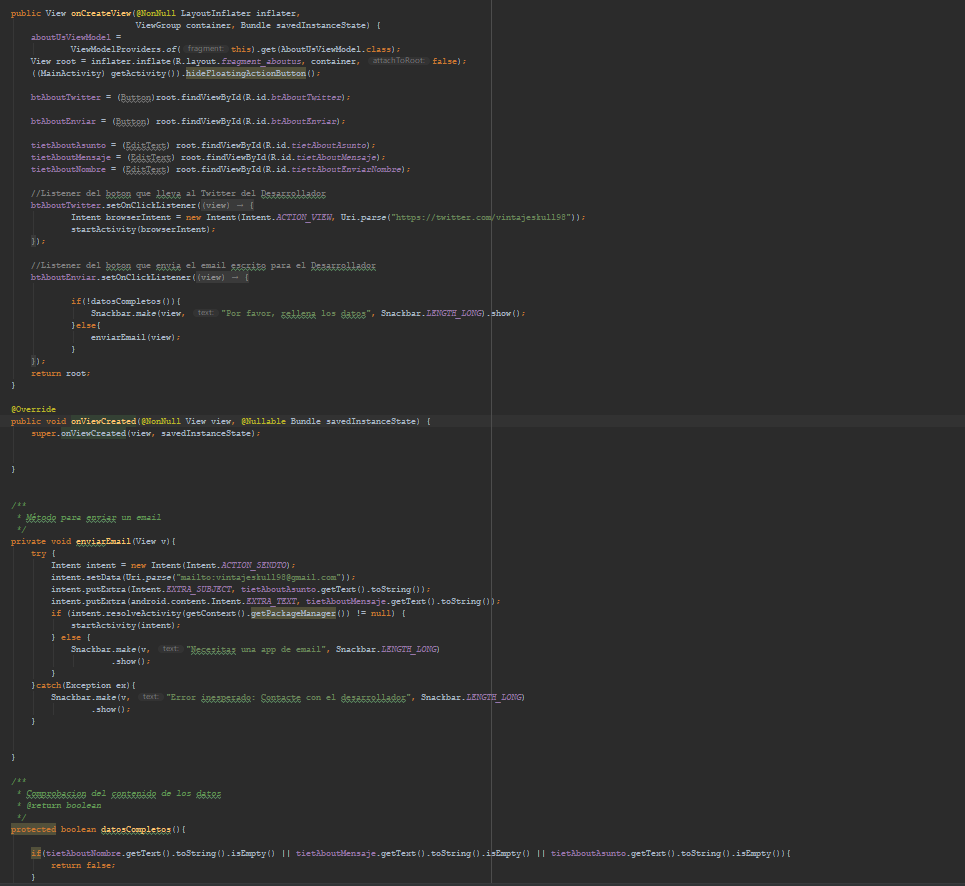 public View onCreateView(@NonNull LayoutInflater inflater,
ViewGroup container, Bundle savedInstanceState) {
aboutUsViewModel =
ViewModelProviders.of( fragment: this).get(AboutUsViewModel.class);
View root = inflater.inflate(R.layout.fragment_aboutus, container, attachToRoot: false);
((MainActivity) getActivity()).hideFloatingActionButton();
btAboutTwitter = (Button)root.findViewById(R.id.btAboutTwitter);
btAboutEnviar = (Button) root.findViewById(R.id.btAboutEnviar);
tietAboutAsunto = (EditText) root.findViewById(R.id.tietAboutAsunto);
tietAboutMensaje = (EditText) root.findViewById(R.id.tietAboutMensaje);
tietAboutNombre = (EditText) root.findViewById(R.id.tiettAboutEnviarNombre);
//Listener del boton que lleva al Twitter del Desarrollador
btAboutTwitter.setOnClickListener((view) → {
Intent browserIntent = new Intent(Intent.ACTION_VIEW, Uri.parse("https://twitter.com/vintajeskull98"));
startActivity(browserIntent);
});
//Listener del boton que envia el email escrito para el Desarrollador
btAboutEnviar.setOnClickListener((view) → {
if(!datosCompletos()){
Snackbar.make(view, text: "Por favor, rellena los datos", Snackbar.LENGTH_LONG).show();
}else{
enviarEmail(view);
}
});
return root;
}
@Override
public void onViewCreated(@NonNull View view, @Nullable Bundle savedInstanceState) {
super.onViewCreated(view, savedInstanceState);
}
/**
* Método para enviar un email
*/
private void enviarEmail(View v){
try {
Intent intent = new Intent(Intent.ACTION_SENDTO);
intent.setData(Uri.parse("mailto:vintajeskull98@gmail.com"));
intent.putExtra(Intent.EXTRA_SUBJECT, tietAboutAsunto.getText().toString());
intent.putExtra(android.content.Intent.EXTRA_TEXT, tietAboutMensaje.getText().toString());
if (intent.resolveActivity(getContext().getPackageManager()) != null) {
startActivity(intent);
} else {
Snackbar.make(v, text: "Necesitas una app de email", Snackbar.LENGTH_LONG)
.show();
}
}catch(Exception ex){
Snackbar.make(v, text: "Error inesperado: Contacte con el desarrollador", Snackbar.LENGTH_LONG)
.show();
}
}
/**
* Comprobacion del contenido de los datos
* @return boolean
*/
protected boolean datosCompletos(){
if(tietAboutNombre.getText().toString().isEmpty() || tietAboutMensaje.getText().toString().isEmpty() || tietAboutAsunto.getText().toString().isEmpty()){
return false;
}